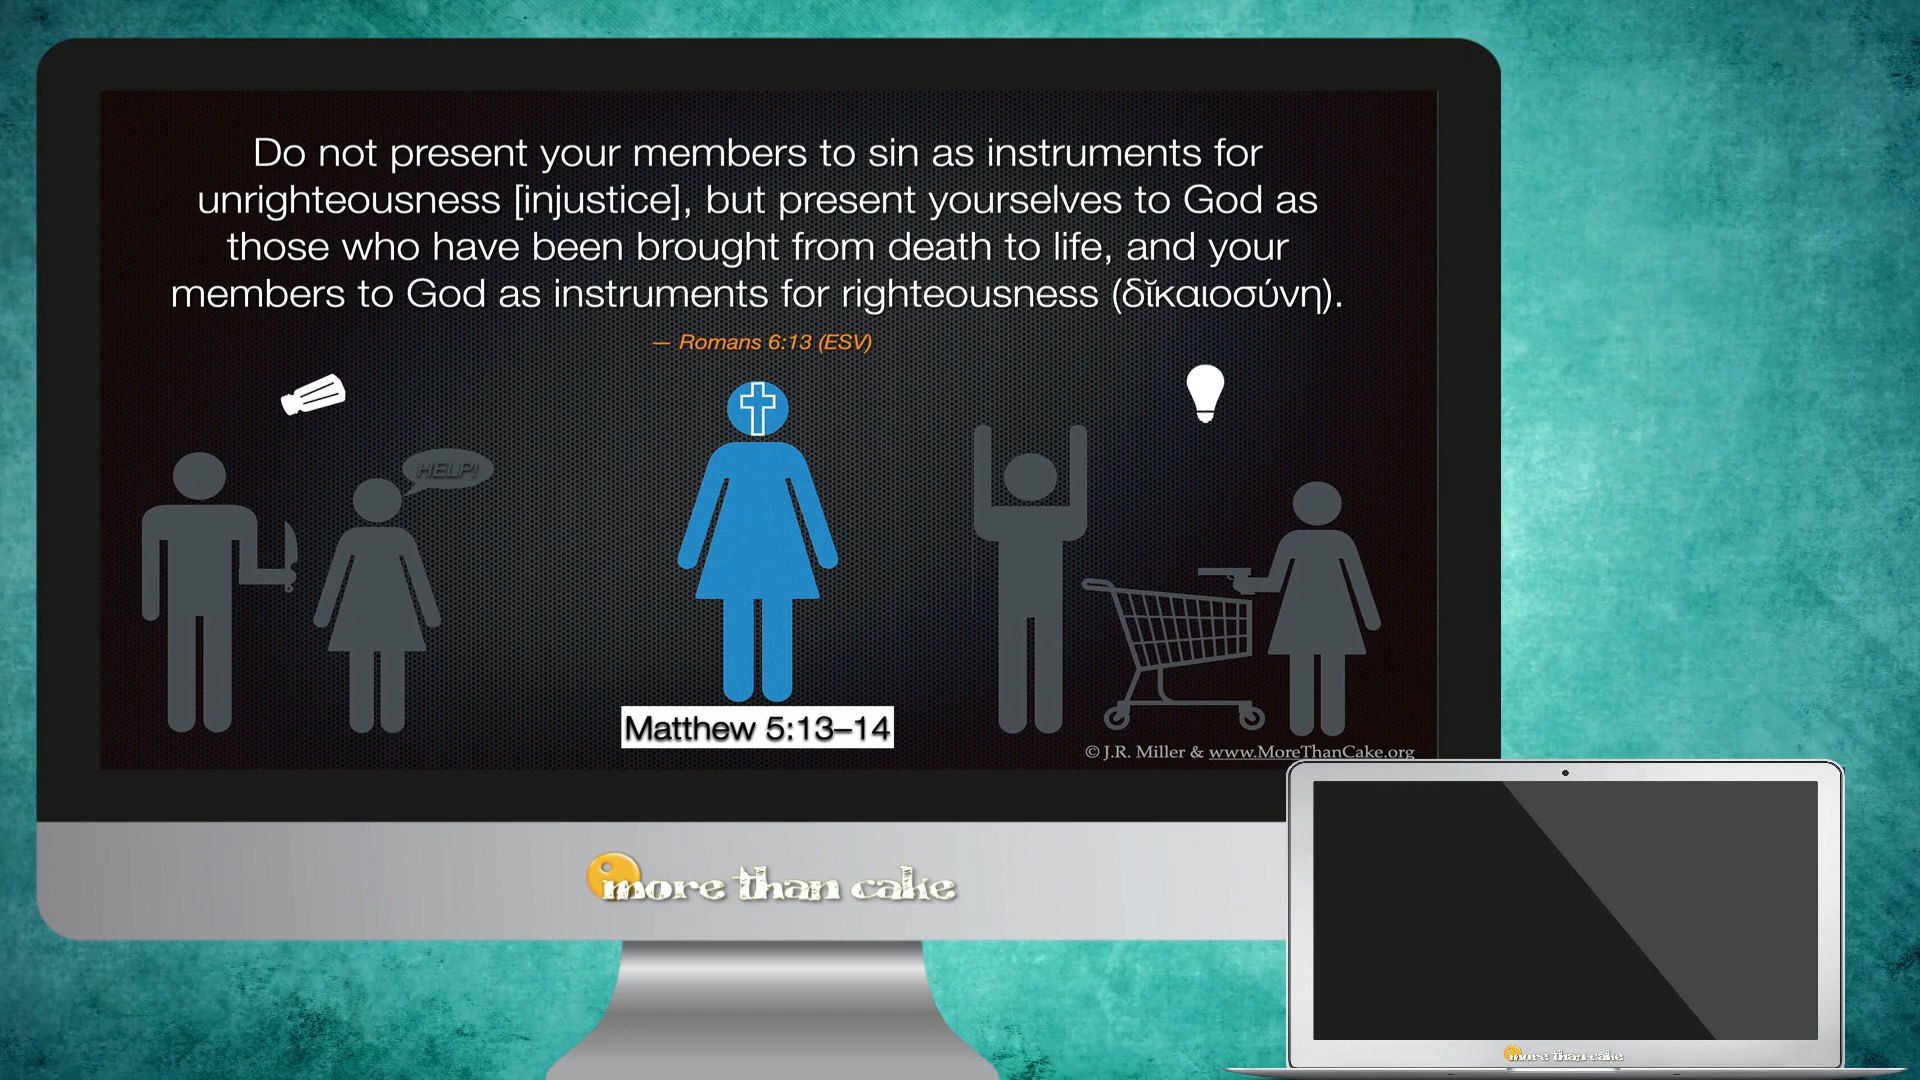 Do not present your members to sin as instruments for
unrighteousness [injustice], but present yourselves to God as
those who have been brought from death to life, and your
members to God as instruments for righteousness (δῐκαιοσύνη).
— Romans 6:13 (ESV)
HELP!
Matthew 5:13–14
© J.R. Miller & www.MoreThanCake.org
more than cake
more than cake